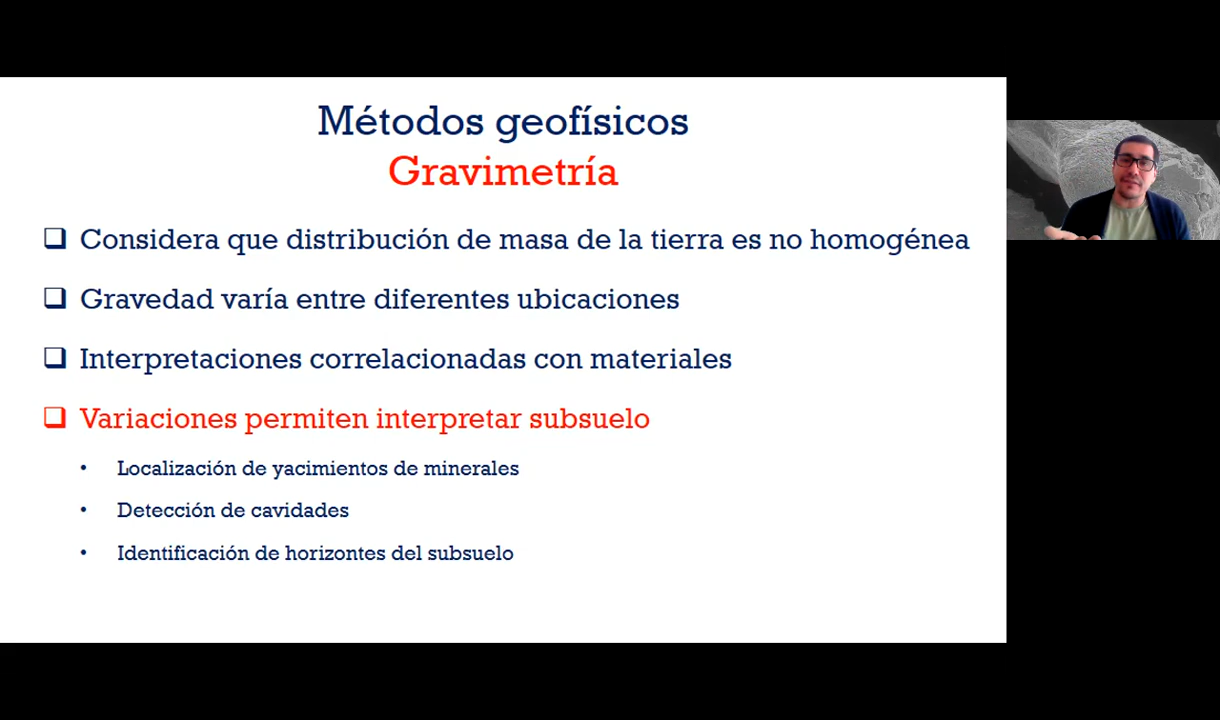 Métodos geofísicos
Gravimetría
❑ Considera que distribución de masa de la tierra es no homogénea
❑ Gravedad varía entre diferentes ubicaciones
❑ Interpretaciones correlacionadas con materiales
❑ Variaciones permiten interpretar subsuelo
• Localización de yacimientos de minerales
• Detección de cavidades
• Identificación de horizontes del subsuelo